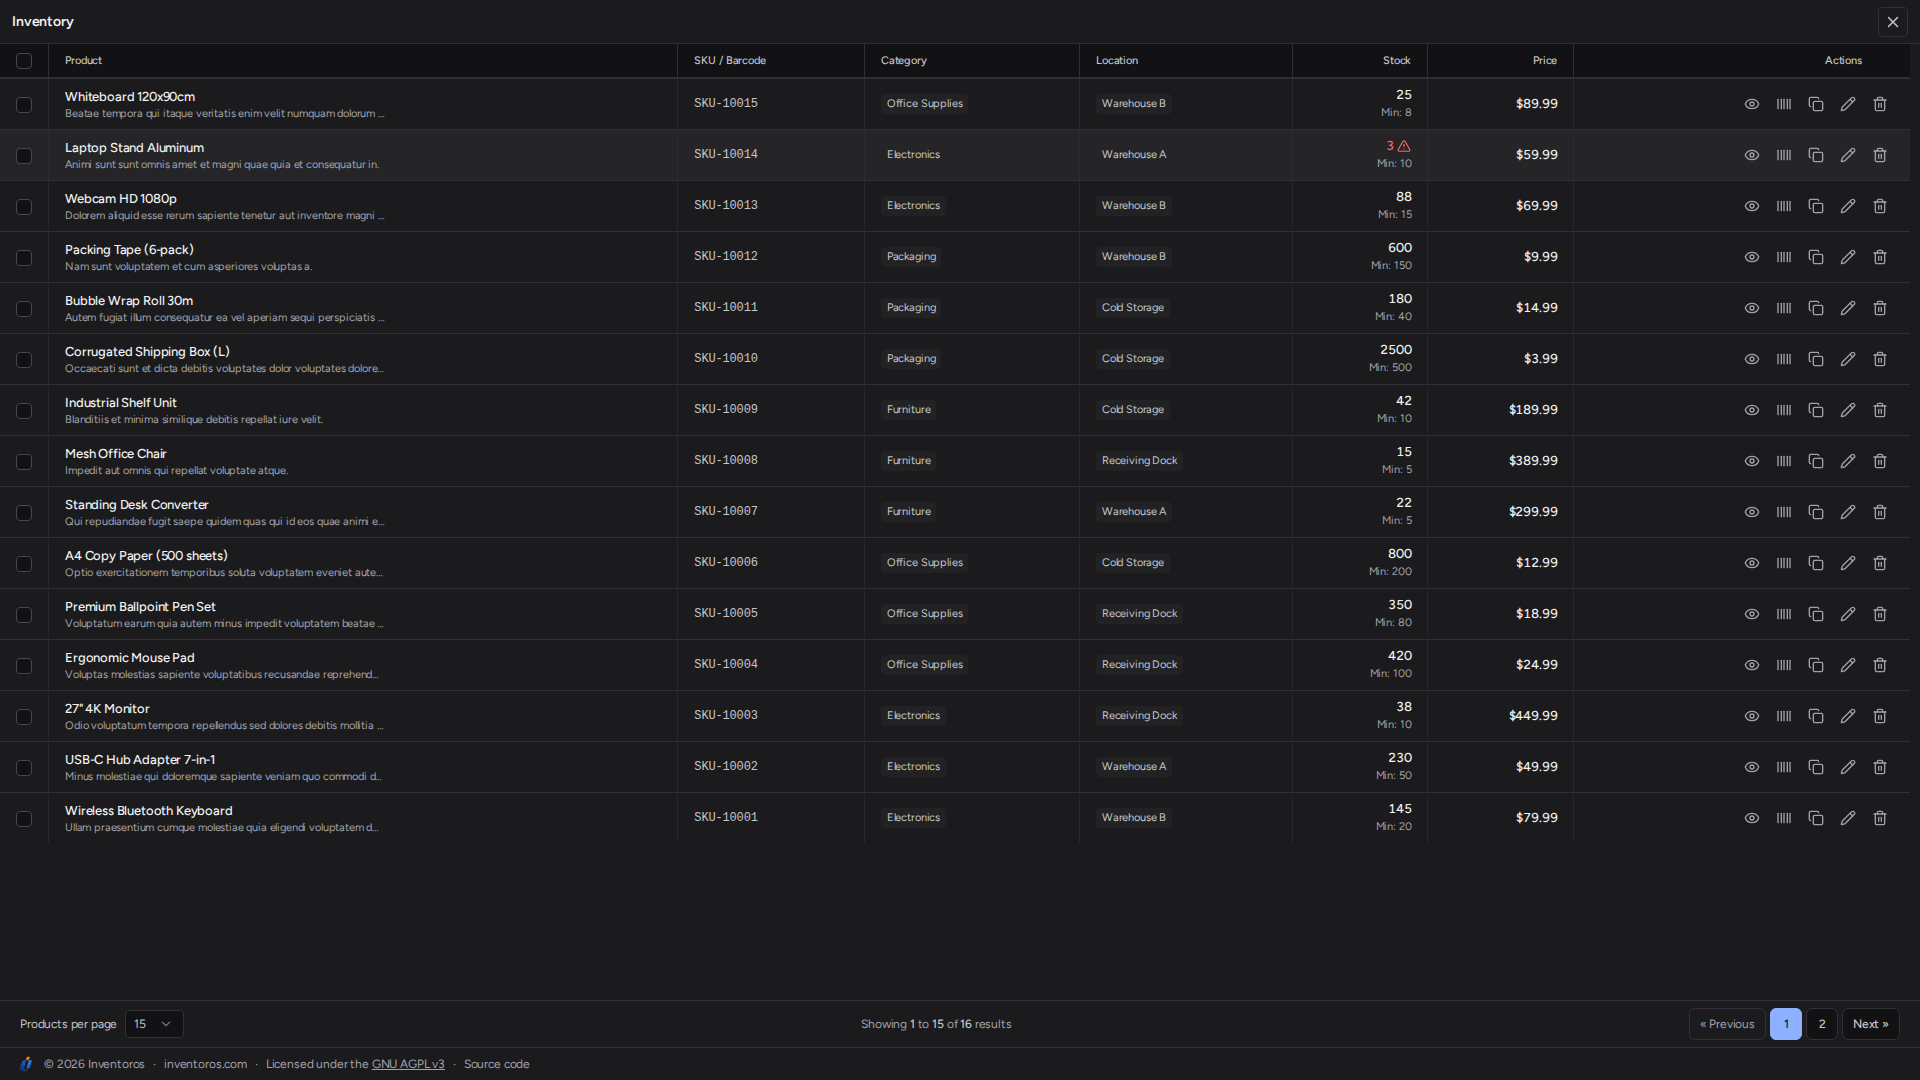 Inventory
Product SKU / Barcode Category Location Stock Price Actions
Whiteboard 120x90cm
Beatae tempora qui itaque veritatis enim velit numquam dolorum ...
SKU-10015 Office Supplies Warehouse B 25 Min: 8 $89.99
Laptop Stand Aluminum
Animi sunt sunt omnis amet et magni quae quia et consequatur in.
SKU-10014 Electronics Warehouse A 3 Min: 10 $59.99
Webcam HD 1080p
Dolorem aliquid esse rerum sapiente tenetur aut inventore magni ...
SKU-10013 Electronics Warehouse B 88 Min: 15 $69.99
Packing Tape (6-pack)
Nam sunt voluptatem et cum asperiores voluptas a.
SKU-10012 Packaging Warehouse B 600 Min: 150 $9.99
Bubble Wrap Roll 30m
Autem fugiat illum consequatur ea vel aperiam sequi perspiciatis ...
SKU-10011 Packaging Cold Storage 180 Min: 40 $14.99
Corrugated Shipping Box (L)
Occaecati sunt et dicta debitis voluptates dolor voluptates dolore...
SKU-10010 Packaging Cold Storage 2500 Min: 500 $3.99
Industrial Shelf Unit
Blanditiis et minima similique debitis repellat iure velit.
SKU-10009 Furniture Cold Storage 42 Min: 10 $189.99
Mesh Office Chair
Impedit aut omnis qui repellat voluptate atque.
SKU-10008 Furniture Receiving Dock 15 Min: 5 $389.99
Standing Desk Converter
Qui repudiandae fugit saepe quidem quas qui id eos quae animi e...
SKU-10007 Furniture Warehouse A 22 Min: 5 $299.99
A4 Copy Paper (500 sheets)
Optio exercitationem temporibus soluta voluptatem eveniet aute...
SKU-10006 Office Supplies Cold Storage 800 Min: 200 $12.99
Premium Ballpoint Pen Set
Voluptatum earum quia autem minus impedit voluptatem beatae ...
SKU-10005 Office Supplies Receiving Dock 350 Min: 80 $18.99
Ergonomic Mouse Pad
Voluptas molestias sapiente voluptatibus recusandae reprehend...
SKU-10004 Office Supplies Receiving Dock 420 Min: 100 $24.99
27" 4K Monitor
Odio voluptatum tempora repellendus sed dolores debitis mollitia ...
SKU-10003 Electronics Receiving Dock 38 Min: 10 $449.99
USB-C Hub Adapter 7-in-1
Minus molestiae qui doloremque sapiente veniam quo commodi d...
SKU-10002 Electronics Warehouse A 230 Min: 50 $49.99
Wireless Bluetooth Keyboard
Ullam praesentium cumque molestiae quia eligendi voluptatem d...
SKU-10001 Electronics Warehouse B 145 Min: 20 $79.99
Products per page 15 Showing 1 to 15 of 16 results « Previous 1 2 Next »
© 2026 Inventoros · inventoros.com · Licensed under the GNU AGPL v3 · Source code